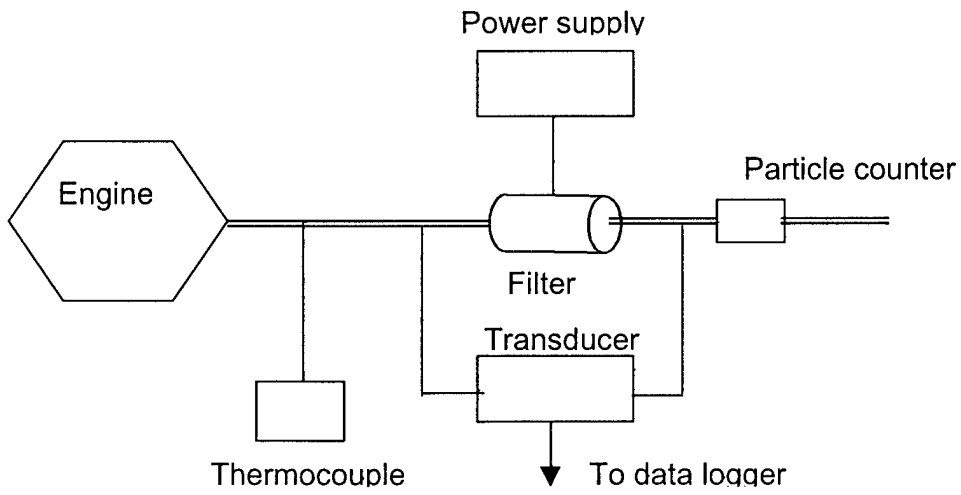 Power supply
Particle counter
Engine
Filter
Transducer
Thermocouple
To data logger